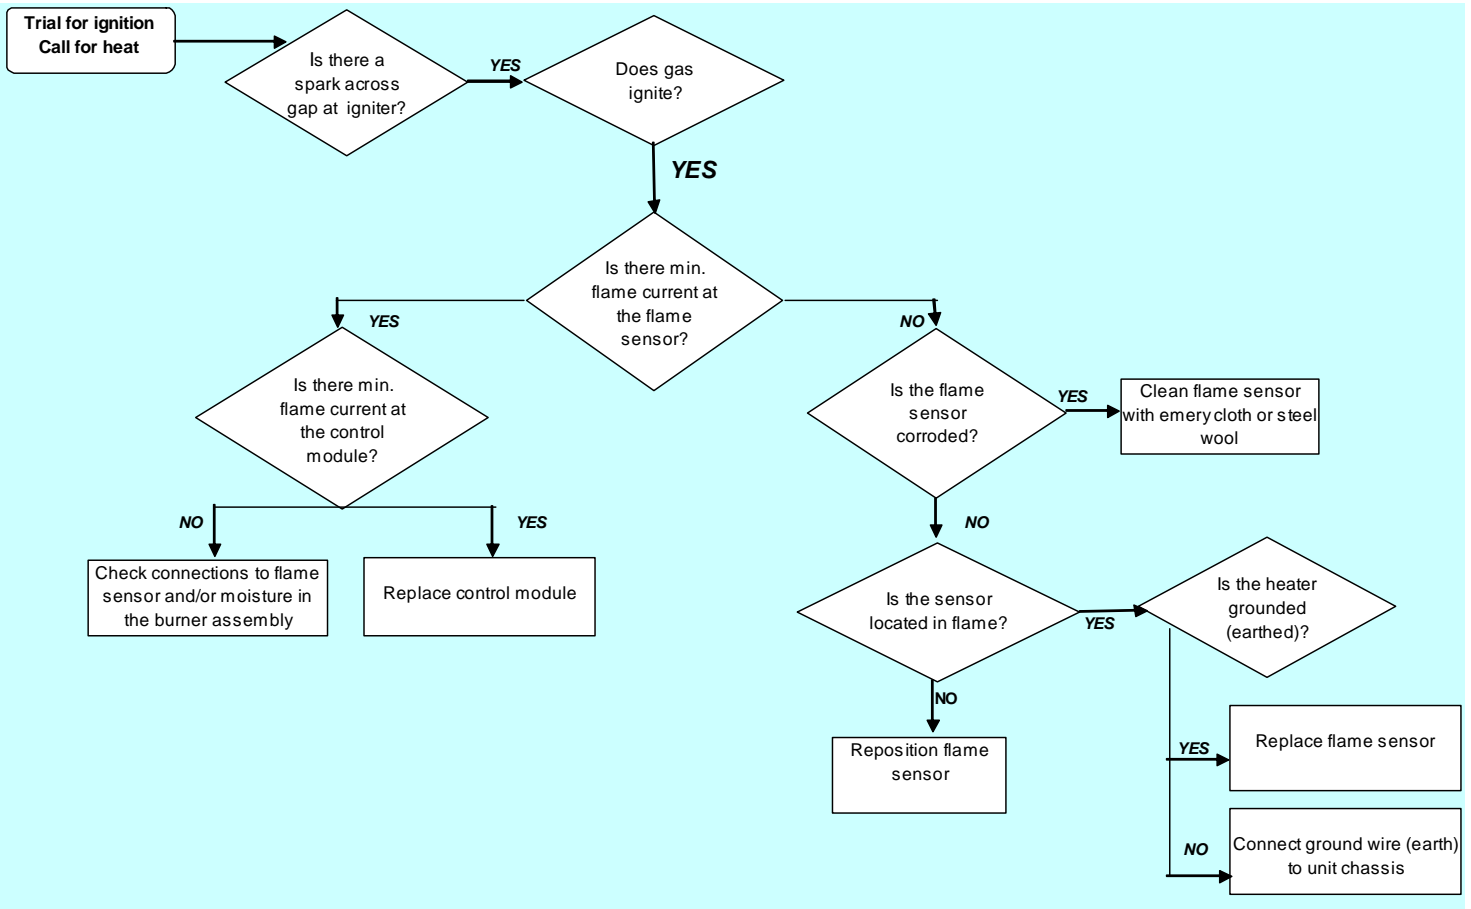 Trial for ignition
Call for heat
Is there a
spark across
gap at igniter?
YES
Does gas
ignite?
YES
Is there min.
flame current at
the flame
sensor?
YES
NO
Is there min.
flame current at
the control
module?
Is the flame
sensor
corroded?
YES
Clean flame sensor
with emery cloth or steel
wool
NO
YES
NO
Check connections to flame
sensor and/or moisture in
the burner assembly
Replace control module
Is the sensor
located in flame?
YES
Is the heater
grounded
(earthed)?
NO
Reposition flame
sensor
YES
Replace flame sensor
NO
Connect ground wire (earth)
to unit chassis